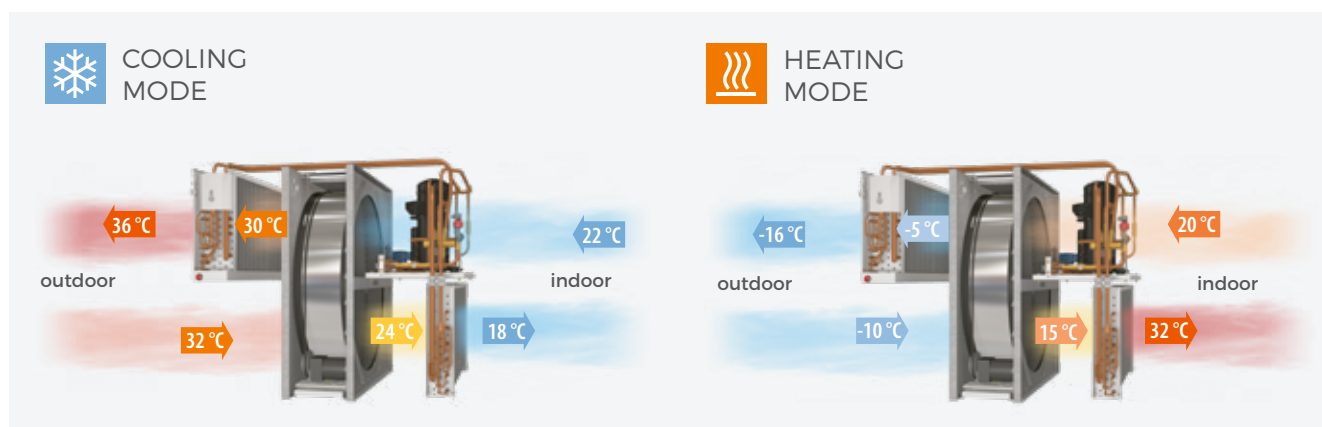 COOLING
MODE
36 °C
30 °C
22 °C
outdoor
indoor
32 °C
24 °C
18 °C
HEATING
MODE
-16 °C
-5 °C
20 °C
outdoor
indoor
-10 °C
15 °C
32 °C